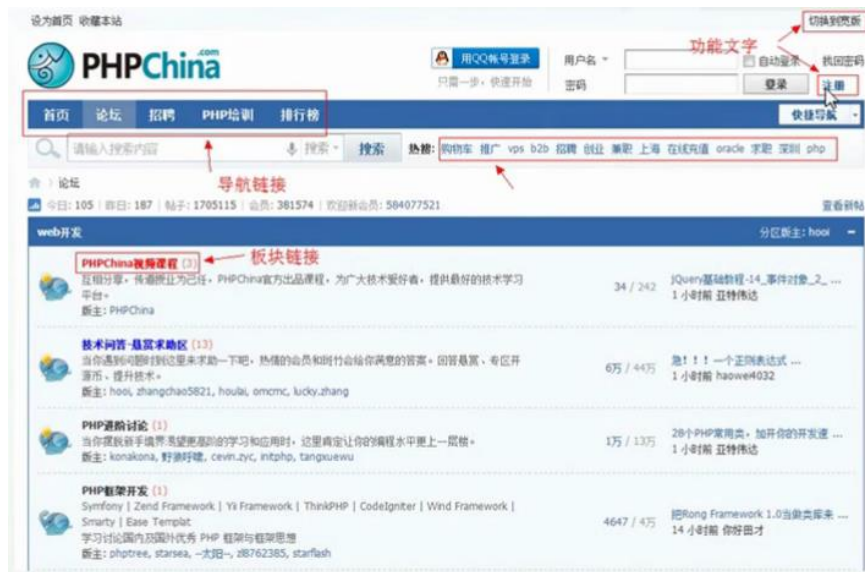 设为首页 收藏本站
切换到宽版
PHPChina.com
用QQ帐号登录
只需一步，快速开始
用户名
密码
功能文字
自动登录
找回密码
登录
注册
首页 论坛 招聘 PHP培训 排行榜
快捷导航
请输入搜索内容
搜索
搜索
热搜: 购物车 推广 vps b2b 招聘 创业 兼职 上海 在线充值 oracle 求职 深圳 php
导航链接
论坛
今日: 105 昨日: 187 帖子: 1705115 会员: 381574 欢迎新会员: 584077521
查看新帖
web开发
分区版主: hooi
PHPChina视频课程 (3)
板块链接
互相分享，传道授业为己任，PHPChina官方出品课程，为广大技术爱好者，提供最好的技术学习
平台。
版主: PHPChina
34 / 242
JQuery基础教程-14_事件对象_2_ ...
1 小时前 亚特伟达
技术问答-悬赏求助区 (13)
当你遇到问题时到这里来求助一下吧，热情的会员和斑竹会给你满意的答案。回答悬赏、专区开
源币，提升技术。
版主: hooi, zhangchao5821, houlai, omcmc, lucky.zhang
6万 / 44万
急！！！一个正则表达式 ...
1 小时前 haowei4032
PHP进阶讨论 (1)
当你摆脱新手境界渴望更高阶的学习和应用时，这里肯定让你的编程水平更上一层楼。
版主: konakona, 野狼呼啸, cevin.zyc, initphp, tangxuewu
1万 / 13万
28个PHP常用类，加开你的开发速 ...
1 小时前 亚特伟达
PHP框架开发 (1)
Symfony | Zend Framework | Yii Framework | ThinkPHP | CodeIgniter | Wind Framework |
Smarty | Ease Templat
学习讨论国内及国外优秀 PHP 框架与框架思想
版主: phptree, starsea, --太阳--, zl8762385, starflash
4647 / 4万
把Rong Framework 1.0当做类库来 ...
14 小时前 你好田才